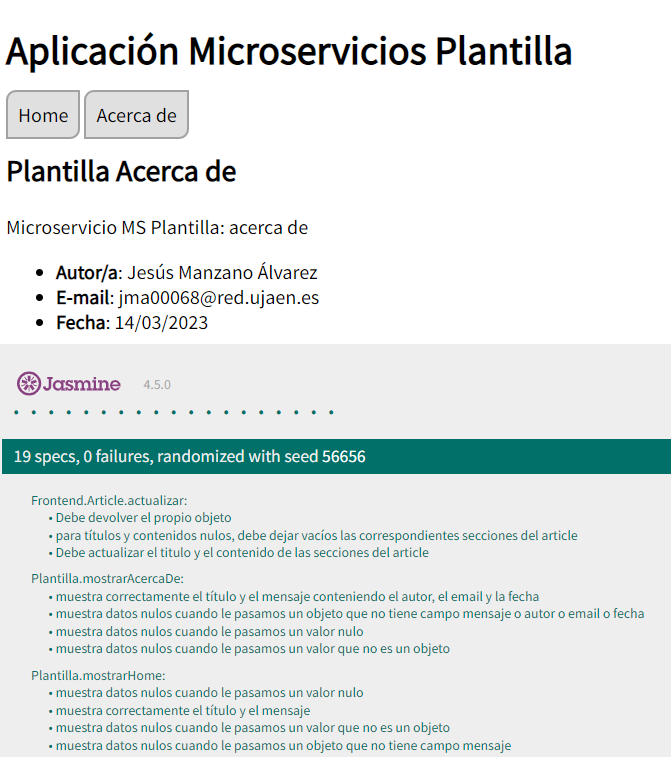 Aplicación Microservicios Plantilla
Home Acerca de
Plantilla Acerca de
Microservicio MS Plantilla: acerca de
• Autor/a: Jesús Manzano Álvarez
• E-mail: jma00068@red.ujaen.es
• Fecha: 14/03/2023
Jasmine 4.5.0
• • • • • • • • • • • • • • • • • • •
19 specs, 0 failures, randomized with seed 56656
Frontend.Article.actualizar:
• Debe devolver el propio objeto
• para títulos y contenidos nulos, debe dejar vacíos las correspondientes secciones del article
• Debe actualizar el titulo y el contenido de las secciones del article
Plantilla.mostrarAcercaDe:
• muestra correctamente el título y el mensaje conteniendo el autor, el email y la fecha
• muestra datos nulos cuando le pasamos un objeto que no tiene campo mensaje o autor o email o fecha
• muestra datos nulos cuando le pasamos un valor nulo
• muestra datos nulos cuando le pasamos un valor que no es un objeto
Plantilla.mostrarHome:
• muestra datos nulos cuando le pasamos un valor nulo
• muestra correctamente el título y el mensaje
• muestra datos nulos cuando le pasamos un valor que no es un objeto
• muestra datos nulos cuando le pasamos un objeto que no tiene campo mensaje